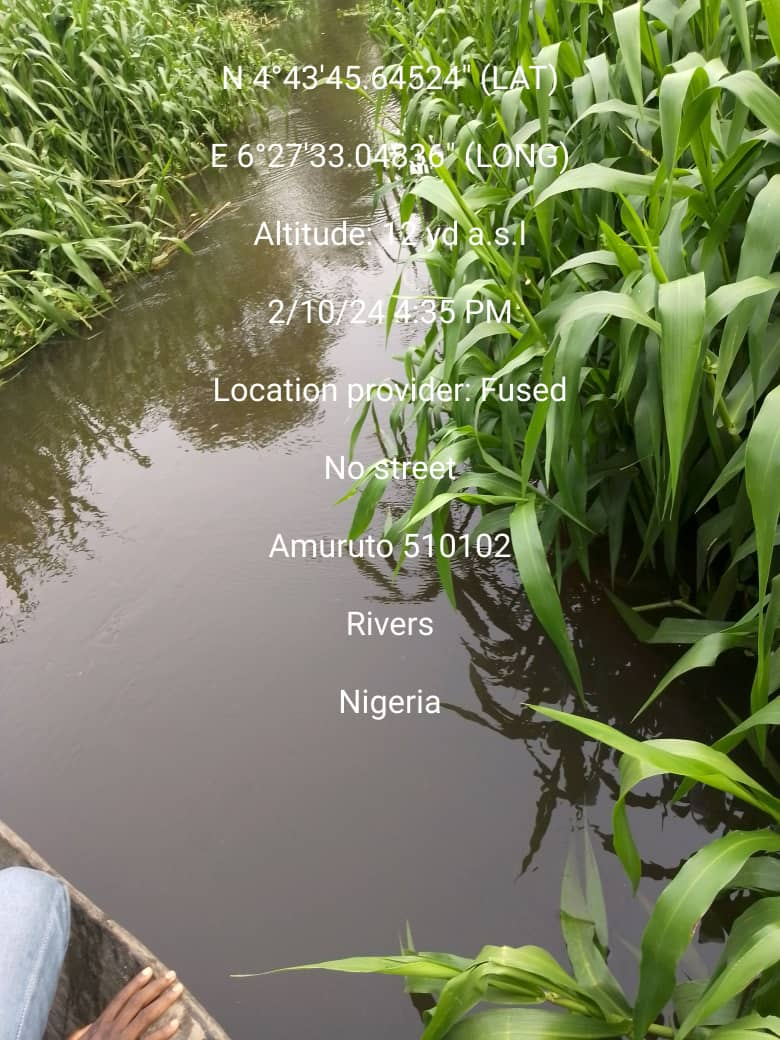 N 4°43'45.64524" (LAT)
E 6°27'33.04836" (LONG)
Altitude: 12 yd a.s.l
2/10/24 4:35 PM
Location provider: Fused
No street
Amuruto 510102
Rivers
Nigeria